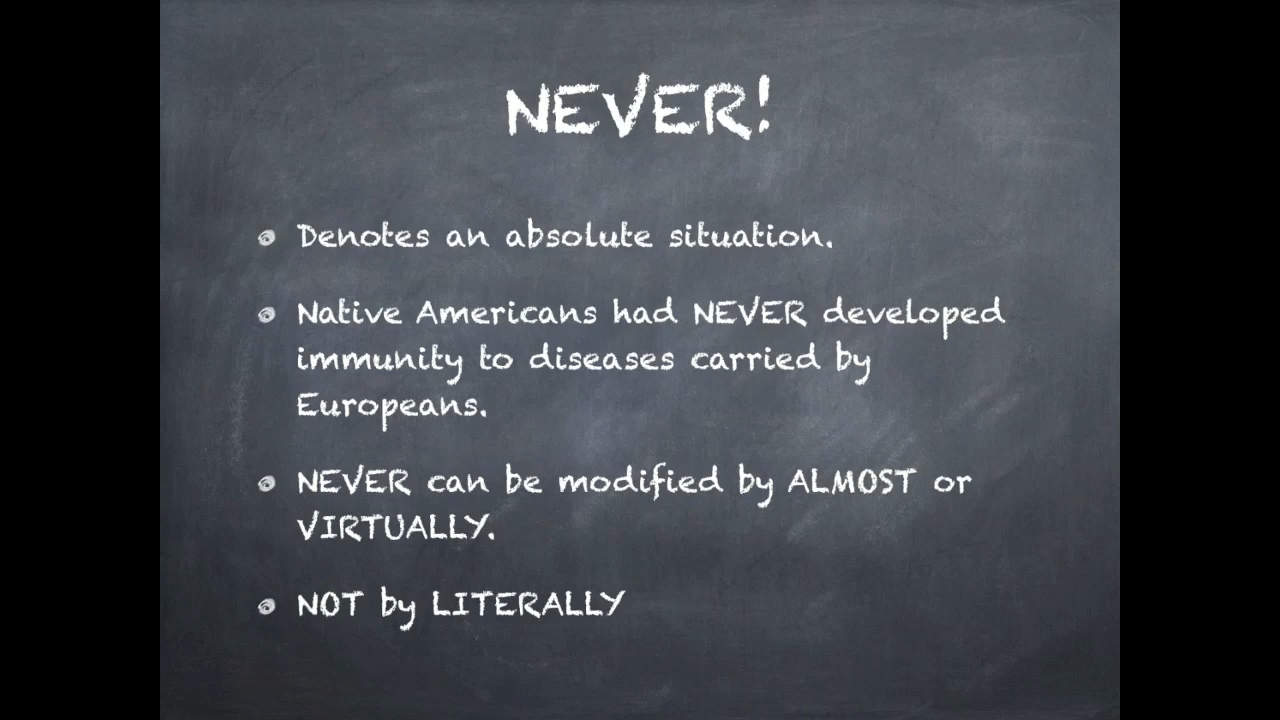 NEVER!
Denotes an absolute situation.
Native Americans had NEVER developed
immunity to diseases carried by
Europeans.
NEVER can be modified by ALMOST or
VIRTUALLY.
NOT by LITERALLY